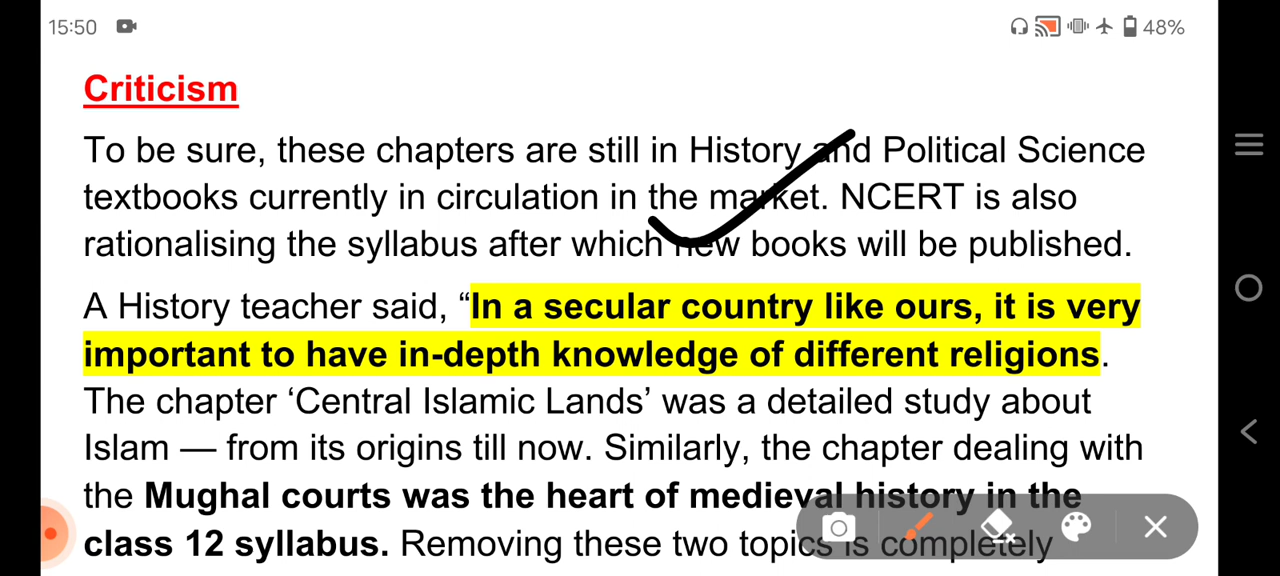 15:50
48%
Criticism
To be sure, these chapters are still in History and Political Science
textbooks currently in circulation in the market. NCERT is also
rationalising the syllabus after which new books will be published.
A History teacher said, “In a secular country like ours, it is very
important to have in-depth knowledge of different religions.
The chapter ‘Central Islamic Lands’ was a detailed study about
Islam — from its origins till now. Similarly, the chapter dealing with
the Mughal courts was the heart of medieval history in the
class 12 syllabus. Removing these two topics is completely